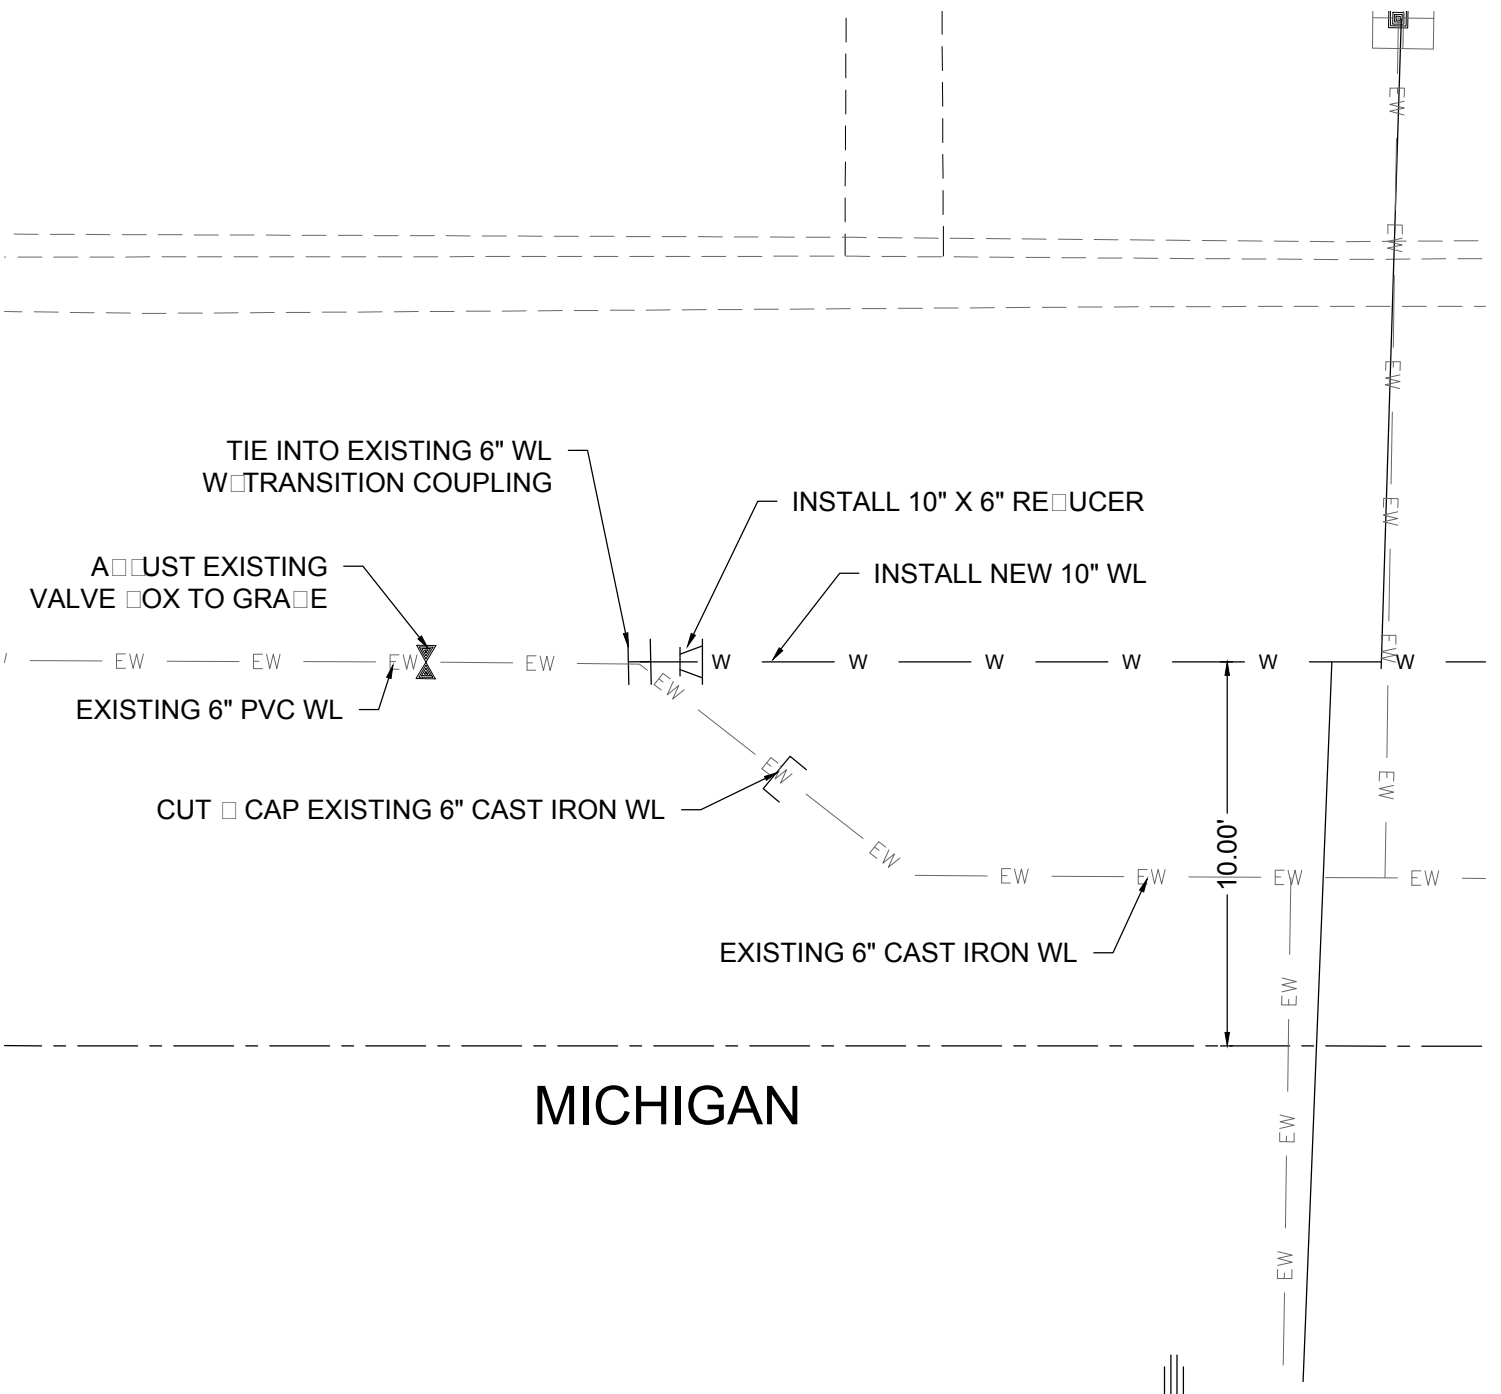 EW
EW
TIE INTO EXISTING 6" WL
W□TRANSITION COUPLING
EW
INSTALL 10" X 6" RE□UCER
EW
A□□UST EXISTING
VALVE □OX TO GRA□E
INSTALL NEW 10" WL
EW EW EW EW W W W W W EW W
EW
EXISTING 6" PVC WL
EW
EW
CUT □ CAP EXISTING 6" CAST IRON WL
10.00'
EW
EW EW EW EW
EXISTING 6" CAST IRON WL
EW
MICHIGAN
EW
EW